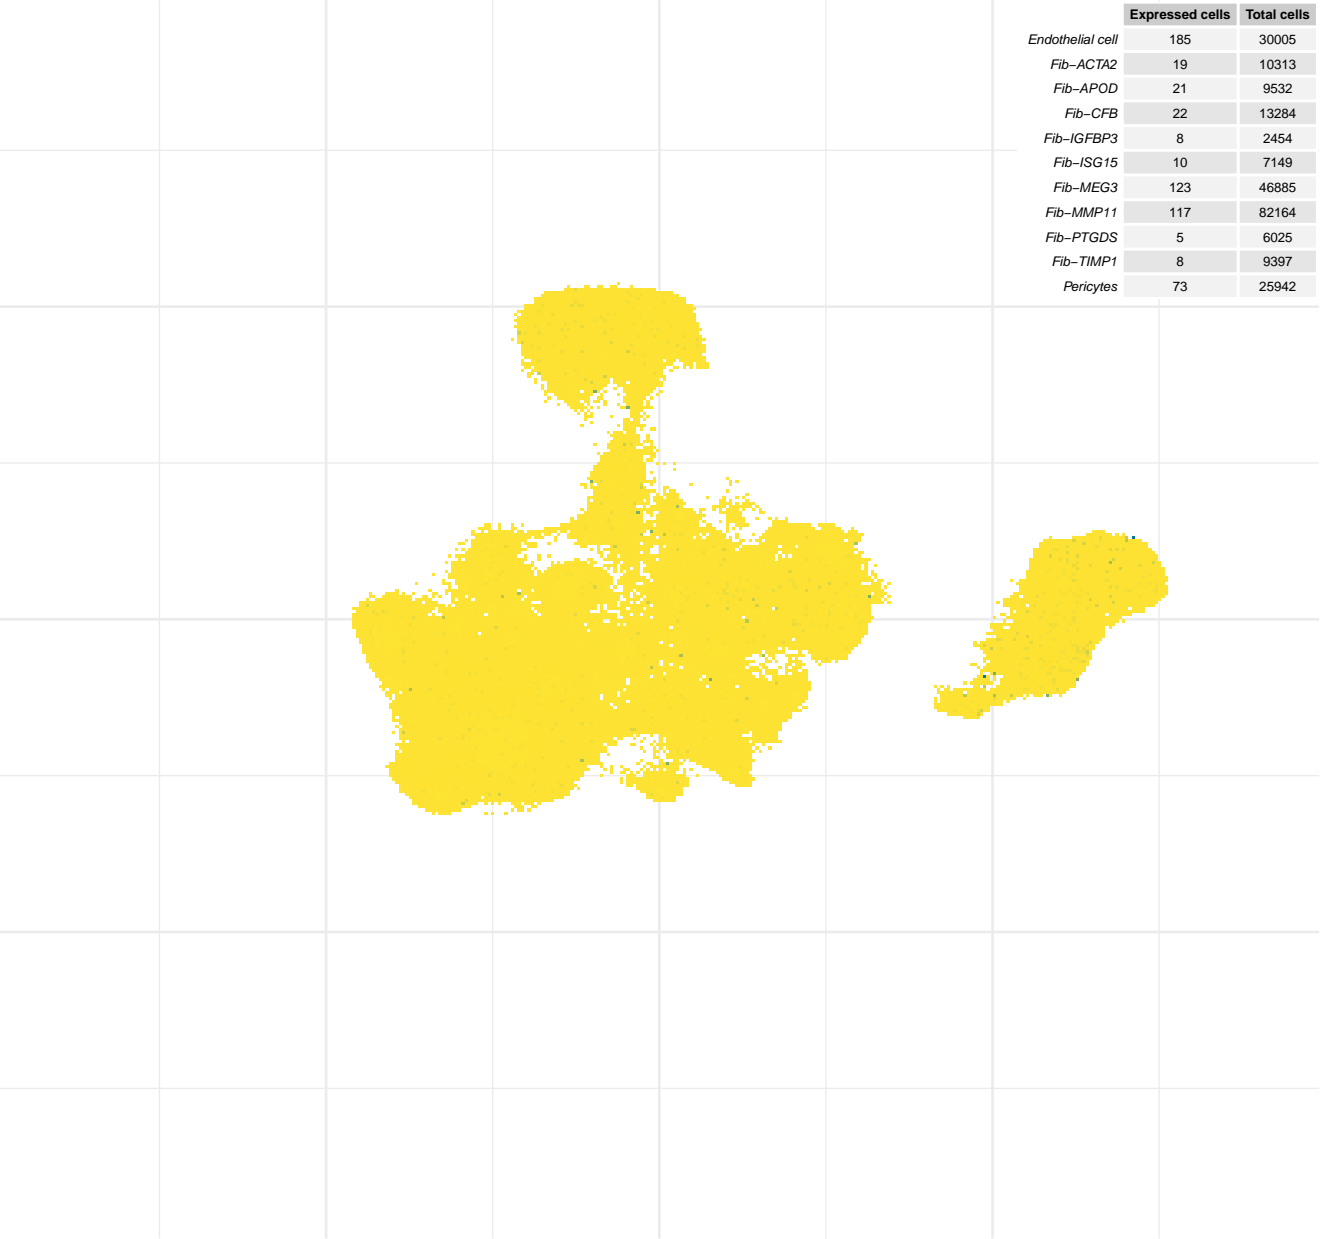 Expressed cells Total cells
Endothelial cell 185 30005
Fib−ACTA2 19 10313
Fib−APOD 21 9532
Fib−CFB 22 13284
Fib−IGFBP3 8 2454
Fib−ISG15 10 7149
Fib−MEG3 123 46885
Fib−MMP11 117 82164
Fib−PTGDS 5 6025
Fib−TIMP1 8 9397
Pericytes 73 25942